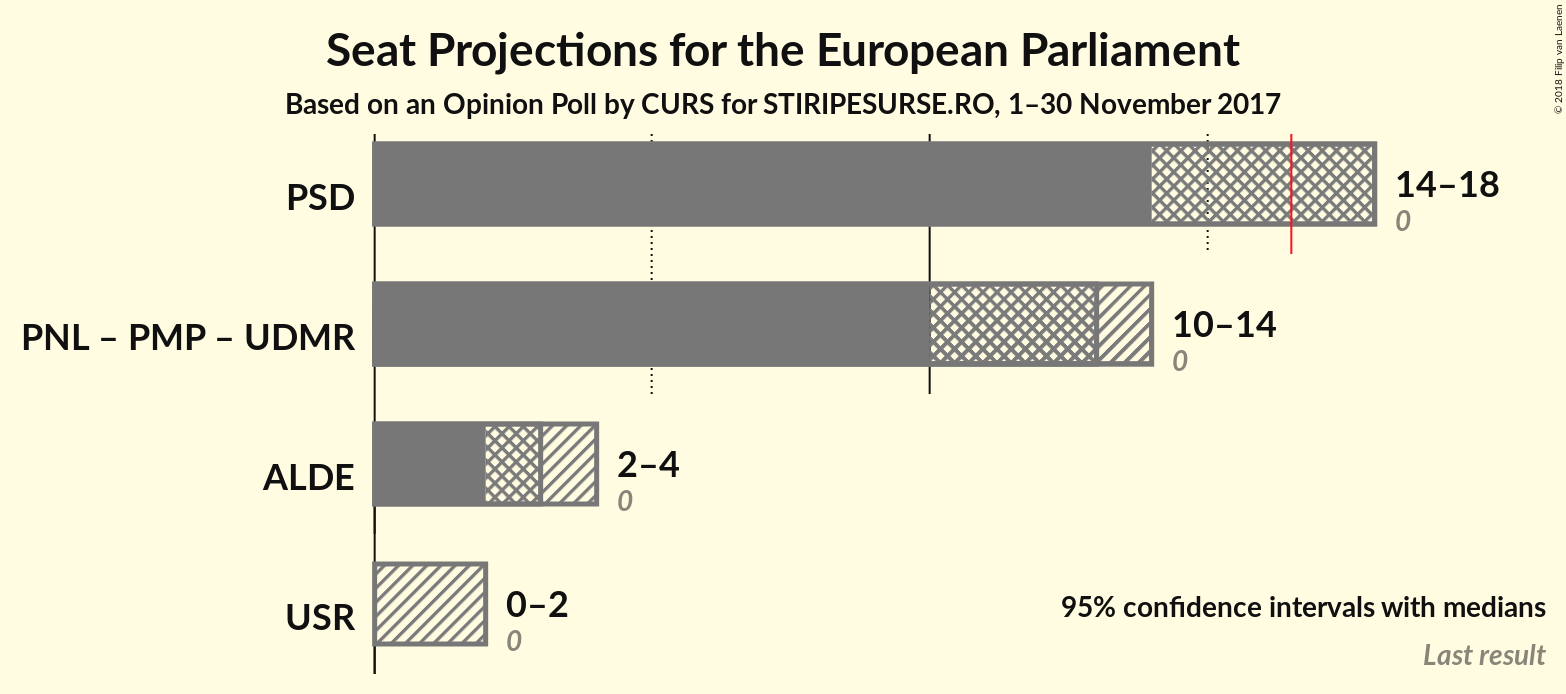 Seat Projections for the European Parliament
Based on an Opinion Poll by CURS for STIRIPESURSE.RO, 1–30 November 2017
© 2018 Filip van Laenen
PSD
14–18
0
PNL – PMP – UDMR
10–14
0
ALDE
2–4
0
USR
0–2
0
95% confidence intervals with medians
Last result